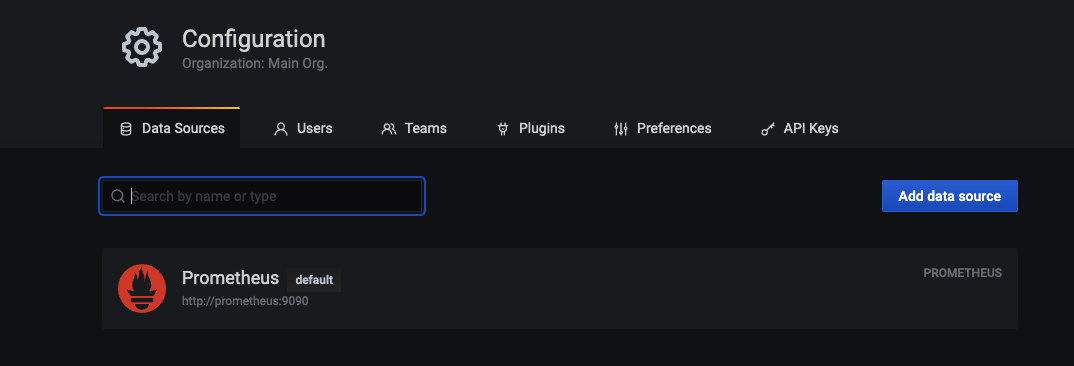 Configuration
Organization: Main Org.
Data Sources
Users
Teams
Plugins
Preferences
API Keys
Search by name or type
Add data source
Prometheus
default
PROMETHEUS
http://prometheus:9090